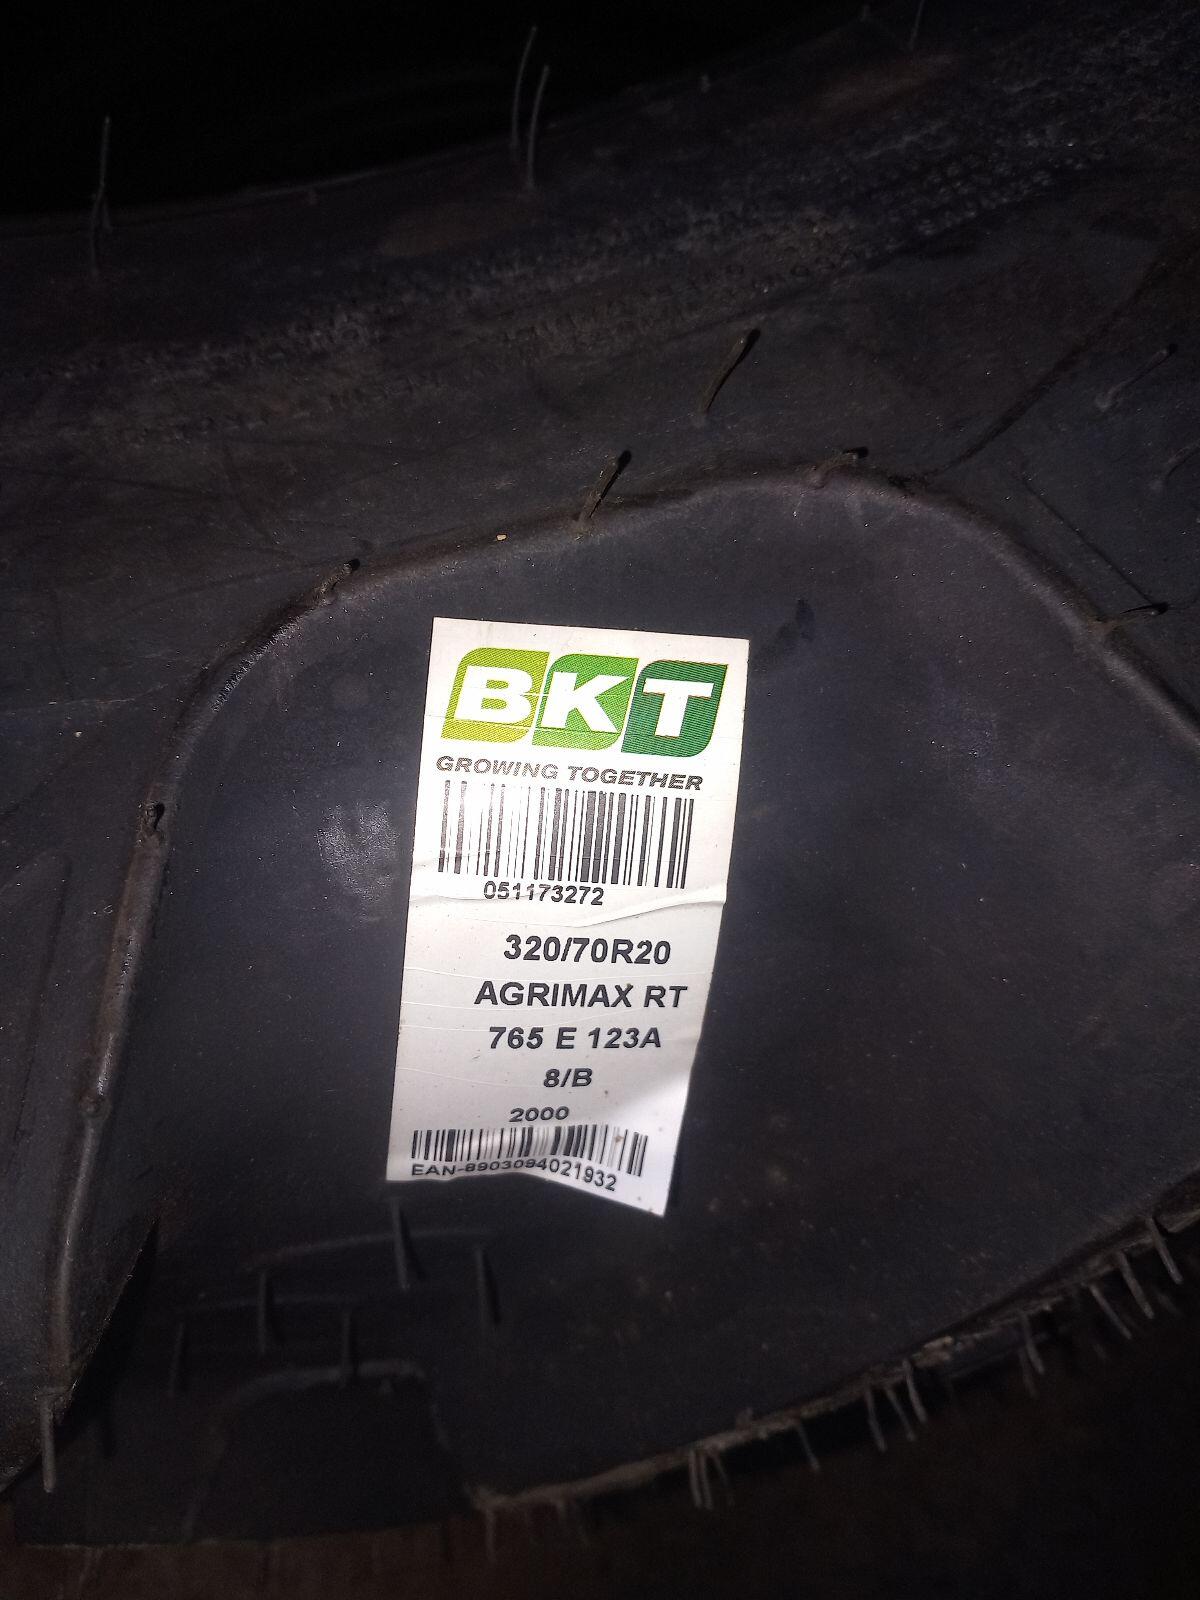 BKT
GROWING TOGETHER
051173272
320/70R20
AGRIMAX RT
765 E 123A
8/B
2000
EAN-8903094021932